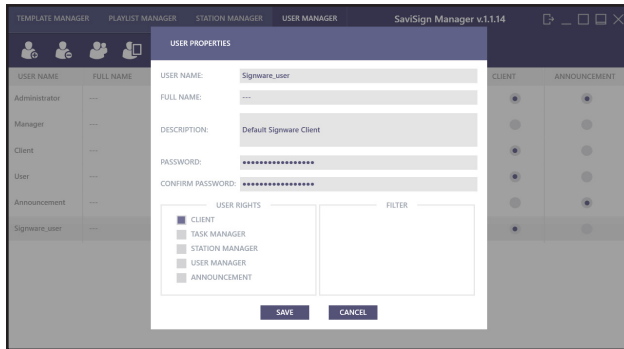 TEMPLATE MANAGER PLAYLIST MANAGER STATION MANAGER USER MANAGER SaviSign Manager v.1.1.14
USER PROPERTIES
USER NAME FULL NAME CLIENT ANNOUNCEMENT
Administrator ---
Manager ---
Client ---
User ---
Announcement ---
Signware_user ---
USER NAME: Signware_user
FULL NAME: ---
DESCRIPTION: Default Signware Client
PASSWORD: •••••••••••••••••
CONFIRM PASSWORD: •••••••••••••••••
USER RIGHTS FILTER
CLIENT
TASK MANAGER
STATION MANAGER
USER MANAGER
ANNOUNCEMENT
SAVE CANCEL